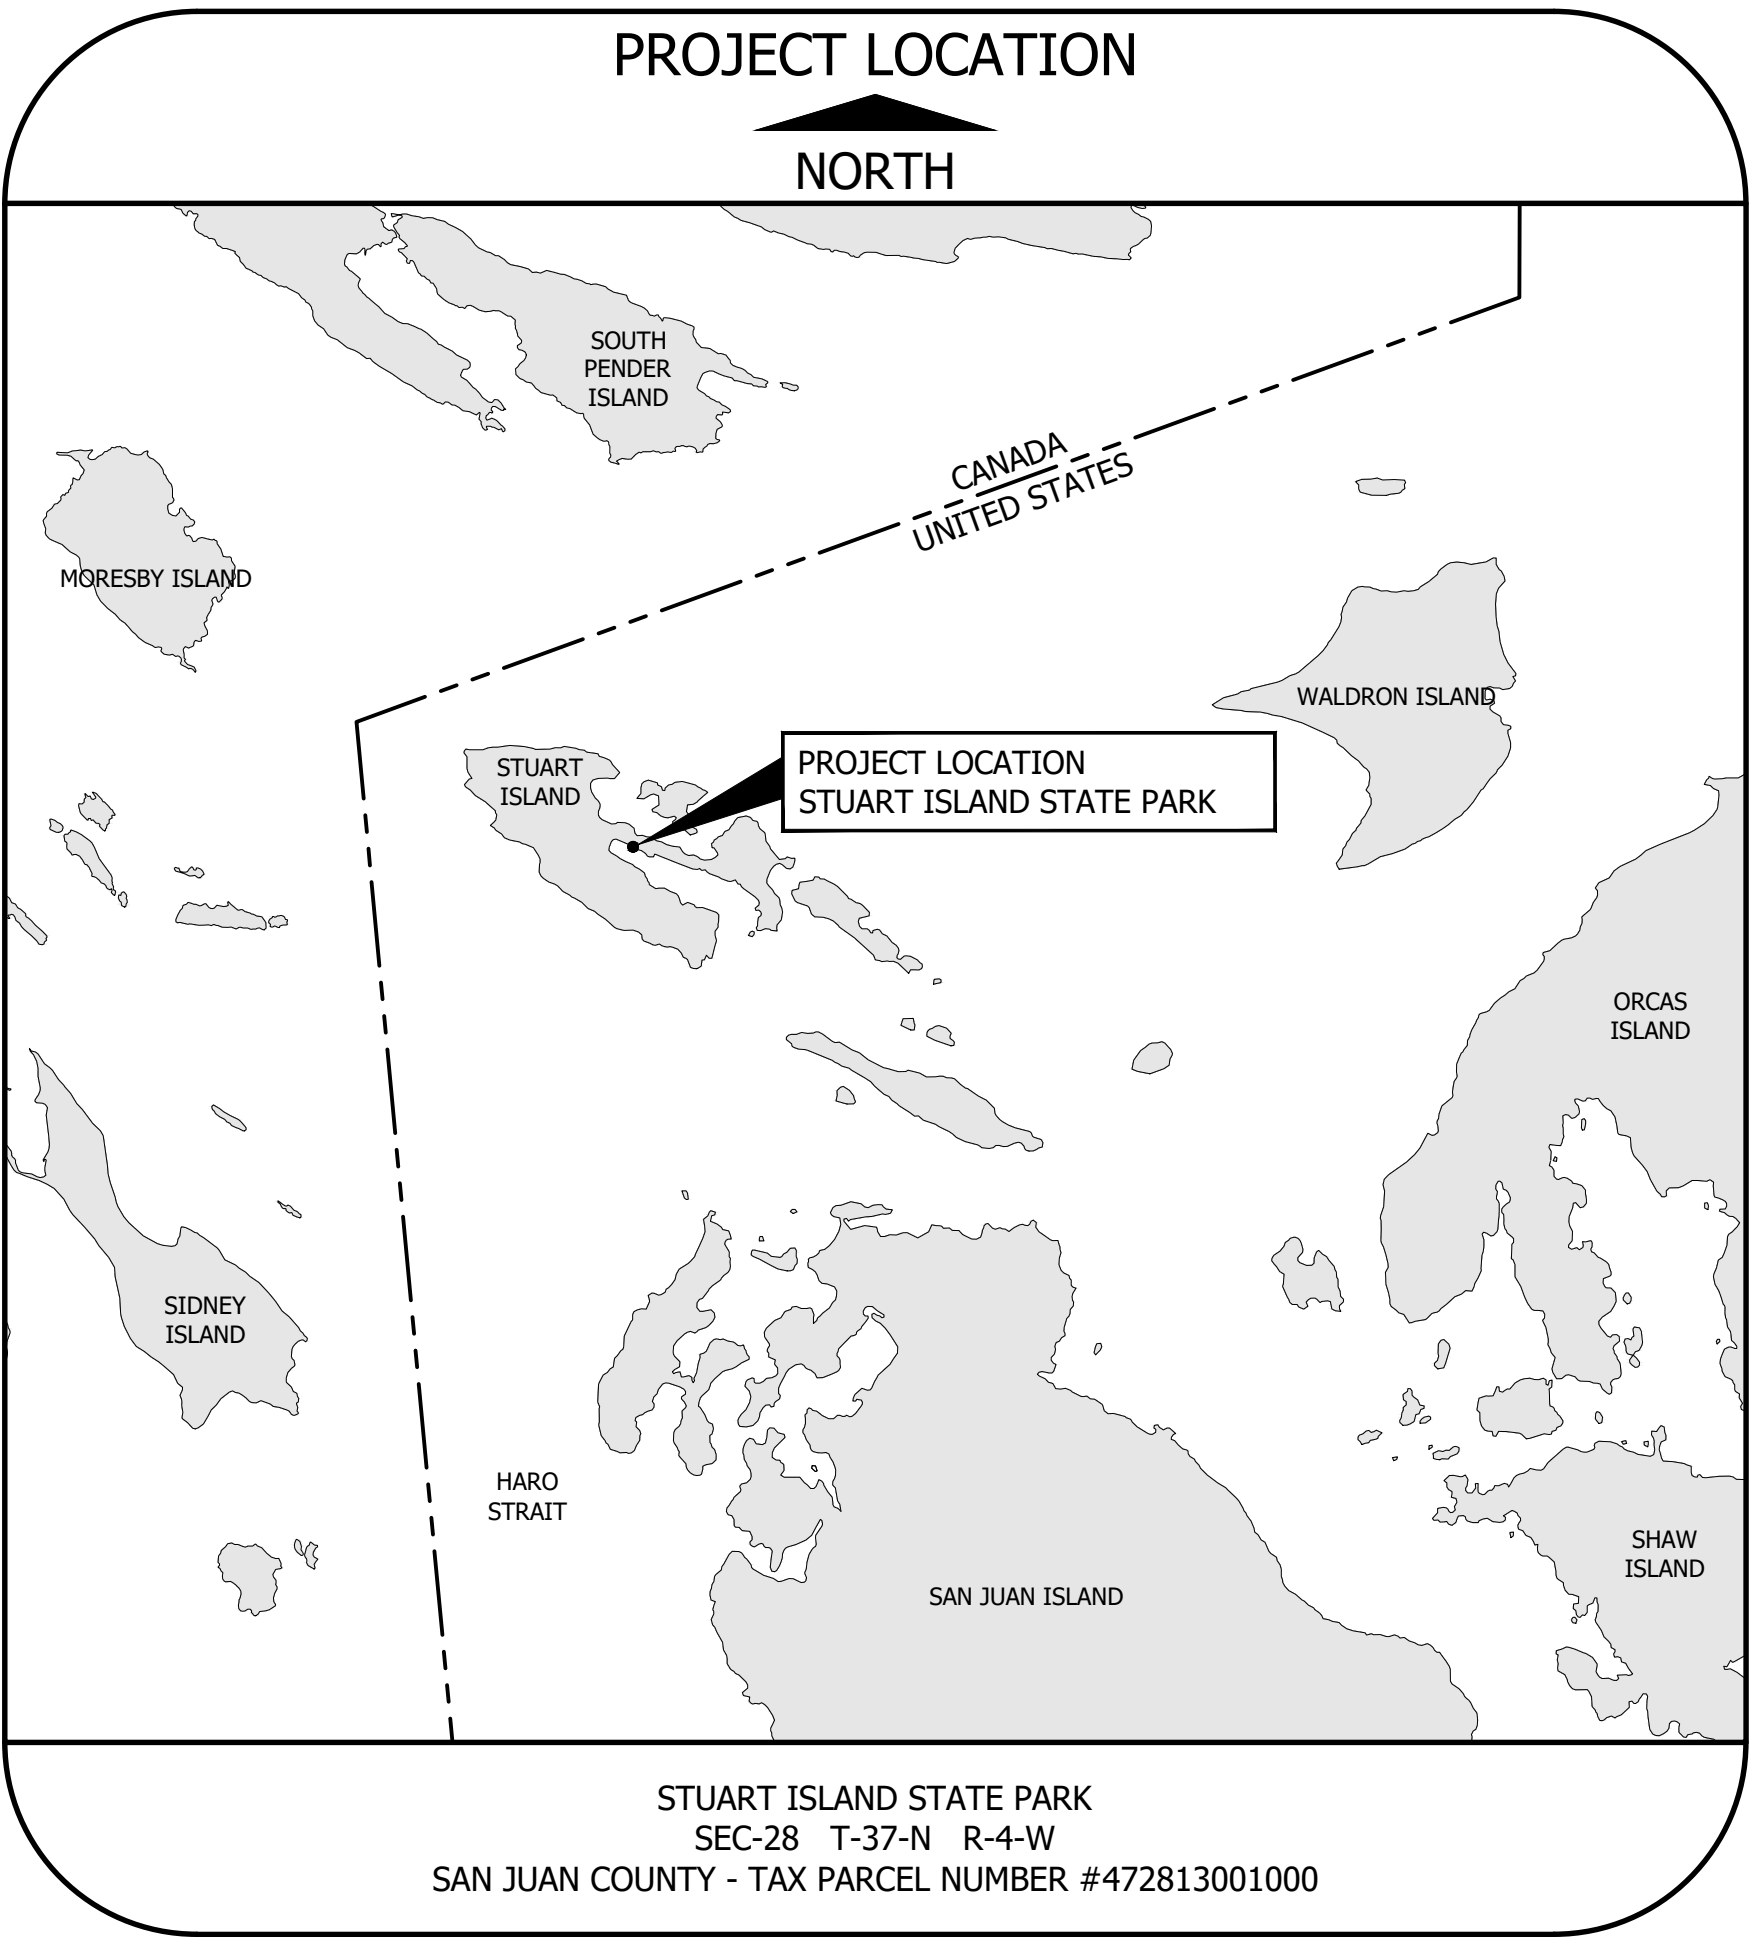 PROJECT LOCATION
NORTH
SOUTH
PENDER
ISLAND
CANADA
UNITED STATES
MORESBY ISLAND
WALDRON ISLAND
STUART
ISLAND
PROJECT LOCATION
STUART ISLAND STATE PARK
ORCAS
ISLAND
SIDNEY
ISLAND
HARO
STRAIT
SHAW
ISLAND
SAN JUAN ISLAND
STUART ISLAND STATE PARK
SEC-28 T-37-N R-4-W
SAN JUAN COUNTY - TAX PARCEL NUMBER #472813001000